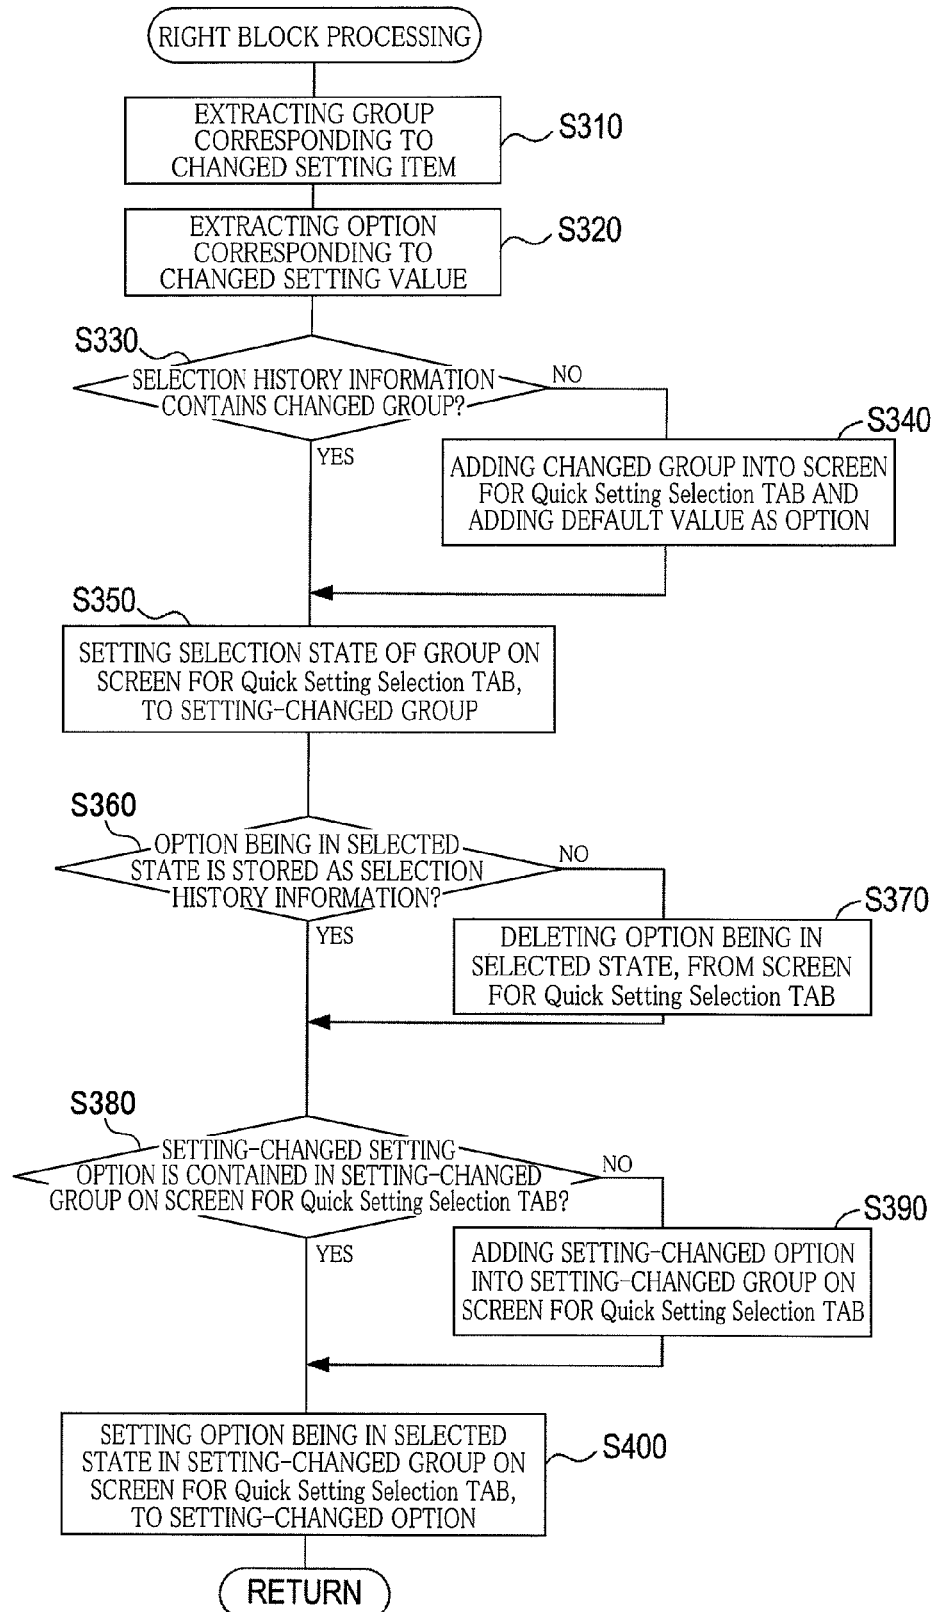 RIGHT BLOCK PROCESSING
EXTRACTING GROUP
CORRESPONDING TO
CHANGED SETTING ITEM
S310
EXTRACTING OPTION
CORRESPONDING TO
CHANGED SETTING VALUE
S320
S330
SELECTION HISTORY INFORMATION
CONTAINS CHANGED GROUP?
NO
YES
S340
ADDING CHANGED GROUP INTO SCREEN
FOR Quick Setting Selection TAB AND
ADDING DEFAULT VALUE AS OPTION
S350
SETTING SELECTION STATE OF GROUP ON
SCREEN FOR Quick Setting Selection TAB,
TO SETTING-CHANGED GROUP
S360
OPTION BEING IN SELECTED
STATE IS STORED AS SELECTION
HISTORY INFORMATION?
NO
YES
S370
DELETING OPTION BEING IN
SELECTED STATE, FROM SCREEN
FOR Quick Setting Selection TAB
S380
SETTING-CHANGED SETTING
OPTION IS CONTAINED IN SETTING-CHANGED
GROUP ON SCREEN FOR Quick Setting Selection TAB?
NO
YES
S390
ADDING SETTING-CHANGED OPTION
INTO SETTING-CHANGED GROUP ON
SCREEN FOR Quick Setting Selection TAB
SETTING OPTION BEING IN SELECTED
STATE IN SETTING-CHANGED GROUP ON
SCREEN FOR Quick Setting Selection TAB,
TO SETTING-CHANGED OPTION
S400
RETURN